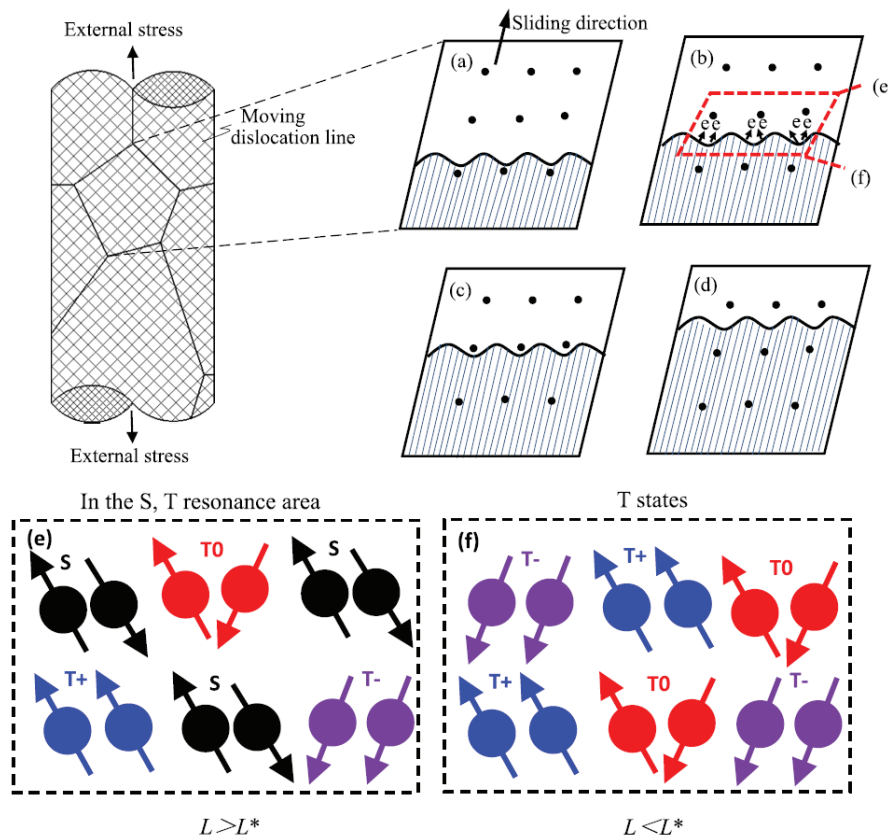 External stress
Moving
dislocation line
External stress
Sliding direction
(a)
(b)
(e
e e
e e
e e
(f)
(c)
(d)
In the S, T resonance area
(e)
S
T0
S
T+
S
T-
L>L*
T states
(f)
T-
T+
T0
T+
T0
T-
L<L*